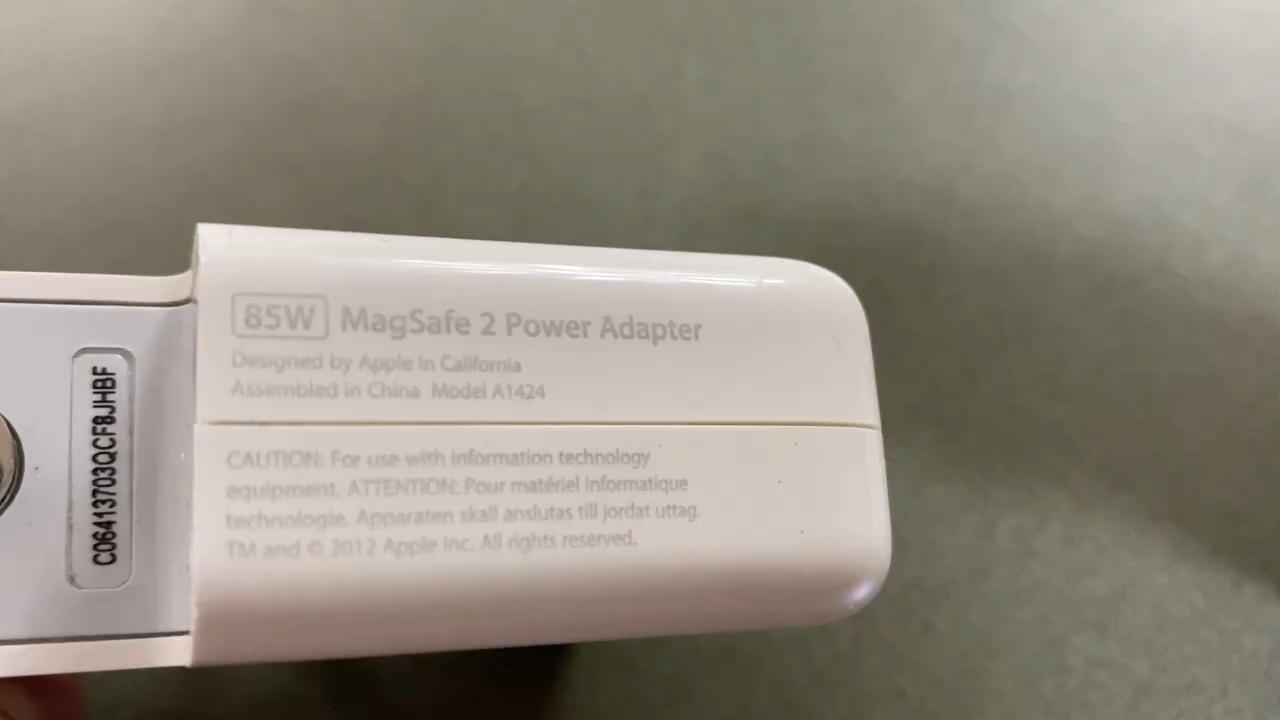 85W MagSafe 2 Power Adapter
Designed by Apple in California
Assembled in China Model A1424
CAUTION: For use with information technology
equipment. ATTENTION: Pour matériel informatique
technologie. Apparaten skall anslutas till jordat uttag.
TM and © 2012 Apple Inc. All rights reserved.
C06413703QCF8JHBF